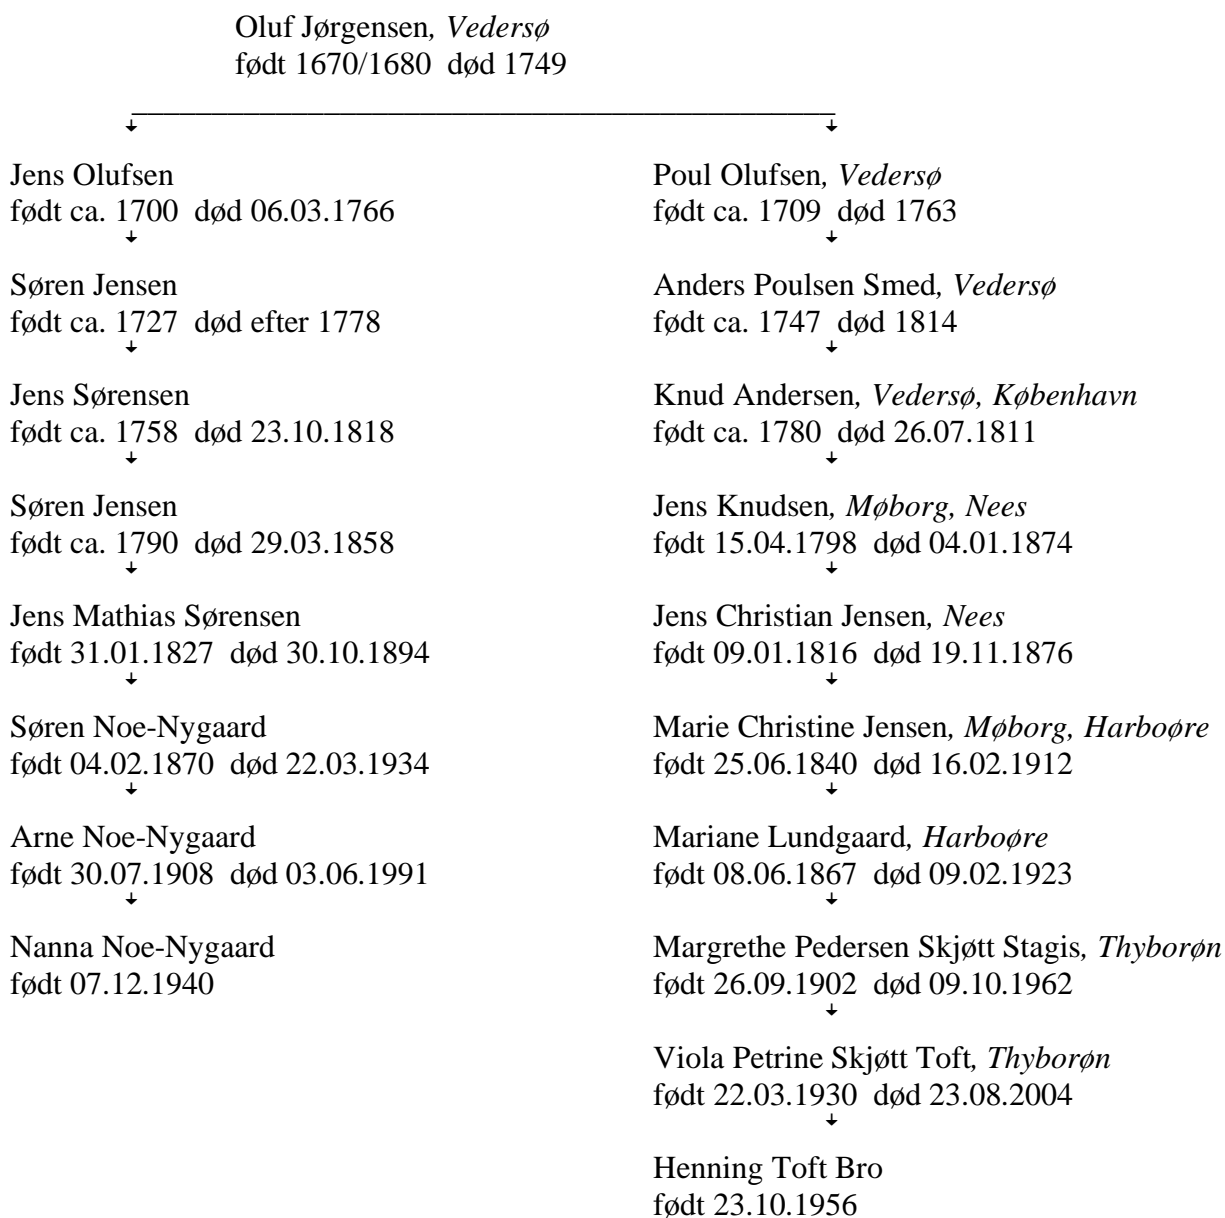 Oluf Jørgensen, Vedersø
født 1670/1680 død 1749
Jens Olufsen
født ca. 1700 død 06.03.1766
Søren Jensen
født ca. 1727 død efter 1778
Jens Sørensen
født ca. 1758 død 23.10.1818
Søren Jensen
født ca. 1790 død 29.03.1858
Jens Mathias Sørensen
født 31.01.1827 død 30.10.1894
Søren Noe-Nygaard
født 04.02.1870 død 22.03.1934
Arne Noe-Nygaard
født 30.07.1908 død 03.06.1991
Nanna Noe-Nygaard
født 07.12.1940
Poul Olufsen, Vedersø
født ca. 1709 død 1763
Anders Poulsen Smed, Vedersø
født ca. 1747 død 1814
Knud Andersen, Vedersø, København
født ca. 1780 død 26.07.1811
Jens Knudsen, Møborg, Nees
født 15.04.1798 død 04.01.1874
Jens Christian Jensen, Nees
født 09.01.1816 død 19.11.1876
Marie Christine Jensen, Møborg, Harboøre
født 25.06.1840 død 16.02.1912
Mariane Lundgaard, Harboøre
født 08.06.1867 død 09.02.1923
Margrethe Pedersen Skjøtt Stagis, Thyborøn
født 26.09.1902 død 09.10.1962
Viola Petrine Skjøtt Toft, Thyborøn
født 22.03.1930 død 23.08.2004
Henning Toft Bro
født 23.10.1956